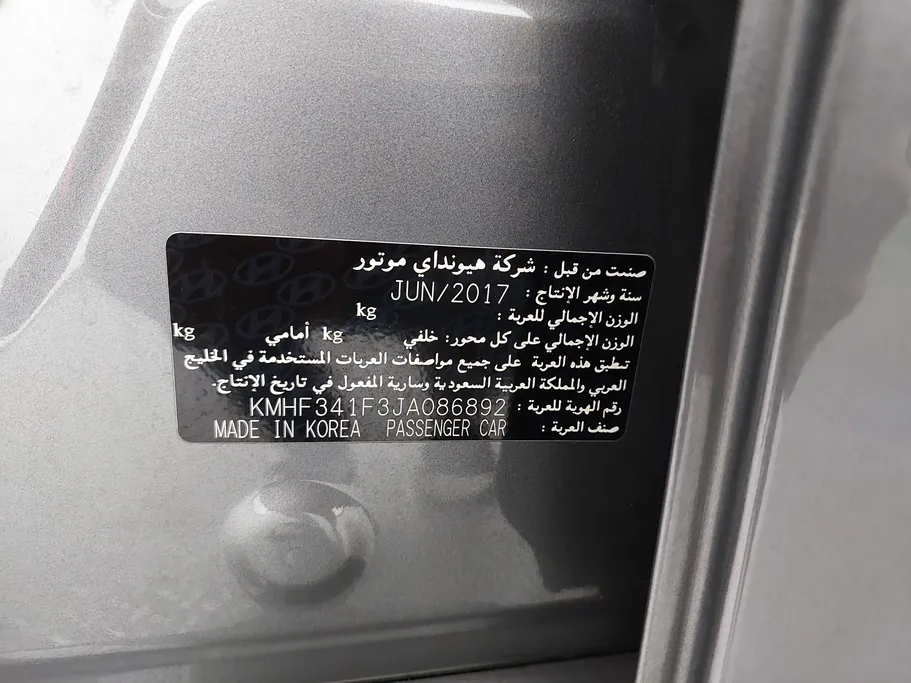 صنعت من قبل : شركة هيونداي موتور
سنة وشهر الإنتاج : JUN/2017
الوزن الإجمالي للعربة : kg
الوزن الإجمالي على كل محور: خلفي kg أمامي kg
تنطبق هذه العربة على جميع مواصفات العربات المستخدمة في الخليج
العربي والمملكة العربية السعودية وسارية المفعول في تاريخ الإنتاج.
رقم الهوية للعربة : KMHF341F3JA086892
صنف العربة : PASSENGER CAR MADE IN KOREA